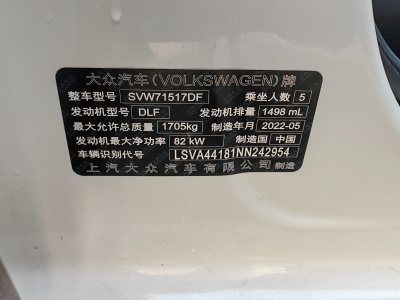 大众汽车(VOLKSWAGEN)牌
整车型号 SVW71517DF 乘坐人数 5
发动机型号 DLF 发动机排量 1498 mL
最大允许总质量 1705kg 制造年月 2022-05
发动机最大净功率 82 kW 制造国 中国
车辆识别代号 LSVA44181NN242954
上汽大众汽车有限公司 制造